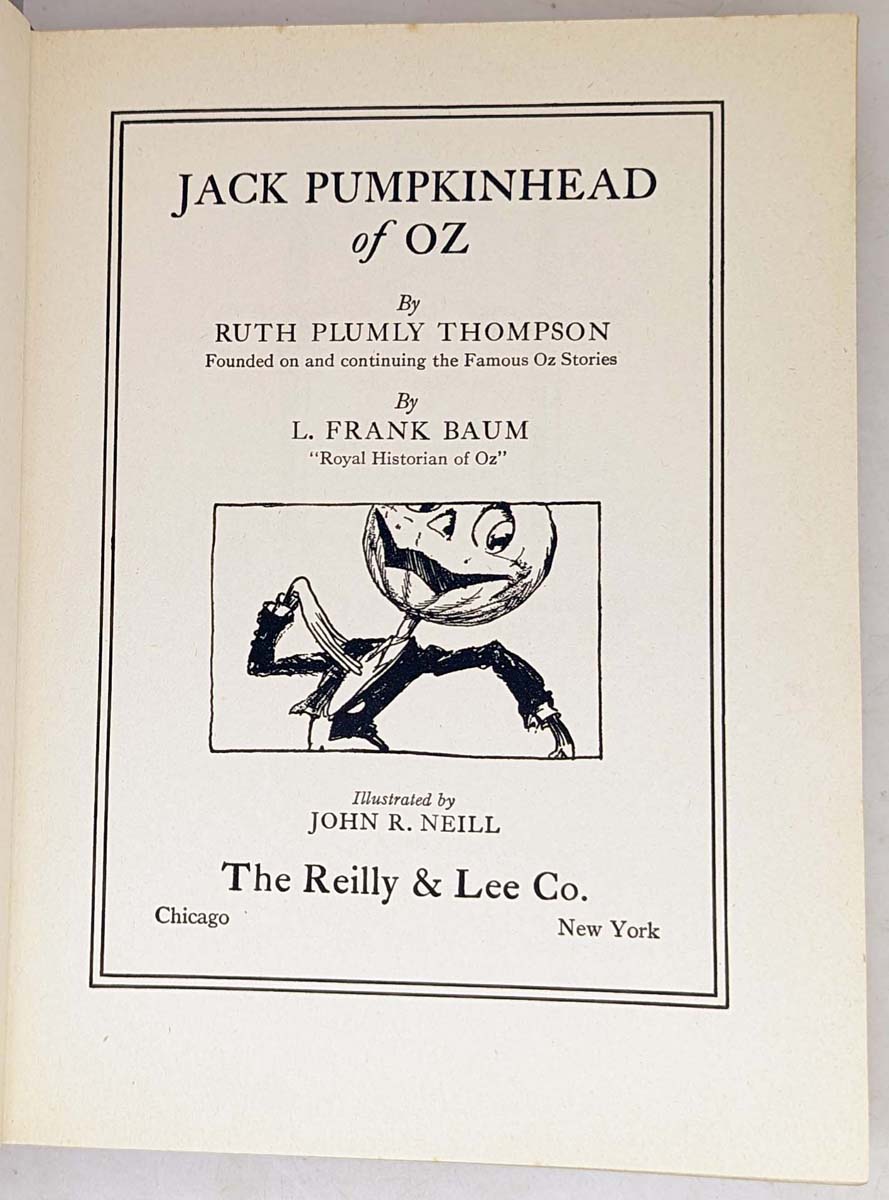 JACK PUMPKINHEAD
of OZ
By
RUTH PLUMLY THOMPSON
Founded on and continuing the Famous Oz Stories
By
L. FRANK BAUM
"Royal Historian of Oz"
Illustrated by
JOHN R. NEILL
The Reilly & Lee Co.
Chicago
New York